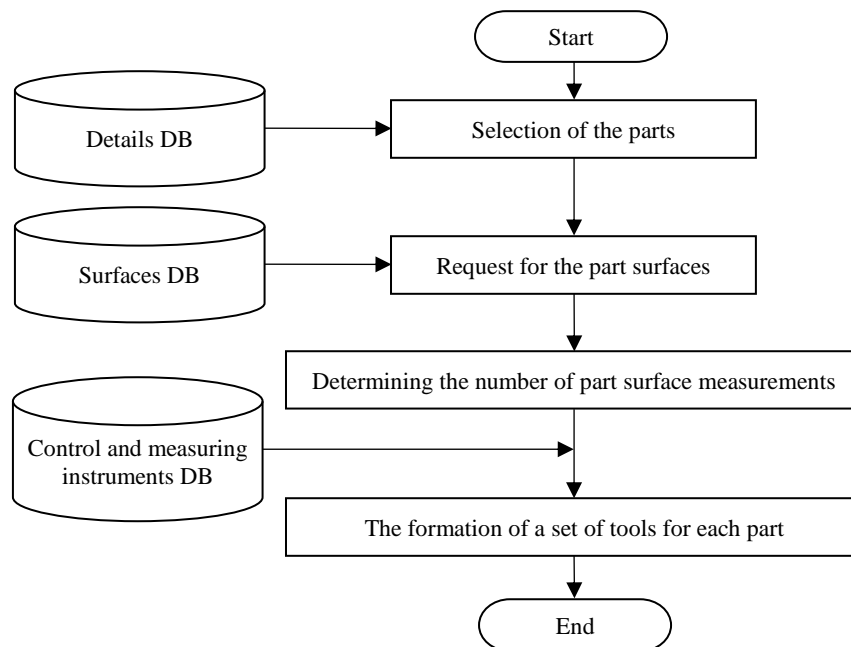 Start
Details DB
Selection of the parts
Surfaces DB
Request for the part surfaces
Determining the number of part surface measurements
Control and measuring
instruments DB
The formation of a set of tools for each part
End